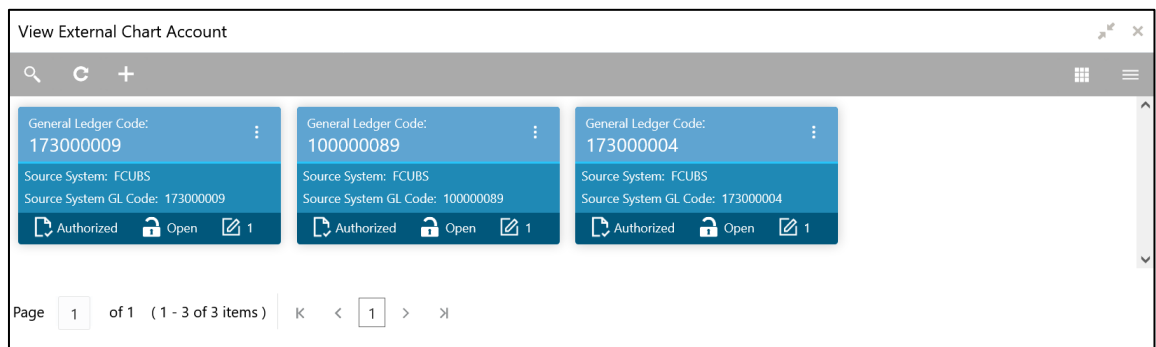 View External Chart Account
General Ledger Code:
173000009
Source System: FCUBS
Source System GL Code: 173000009
Authorized Open 1
General Ledger Code:
100000089
Source System: FCUBS
Source System GL Code: 100000089
Authorized Open 1
General Ledger Code:
173000004
Source System: FCUBS
Source System GL Code: 173000004
Authorized Open 1
Page 1 of 1 ( 1 - 3 of 3 items ) 1